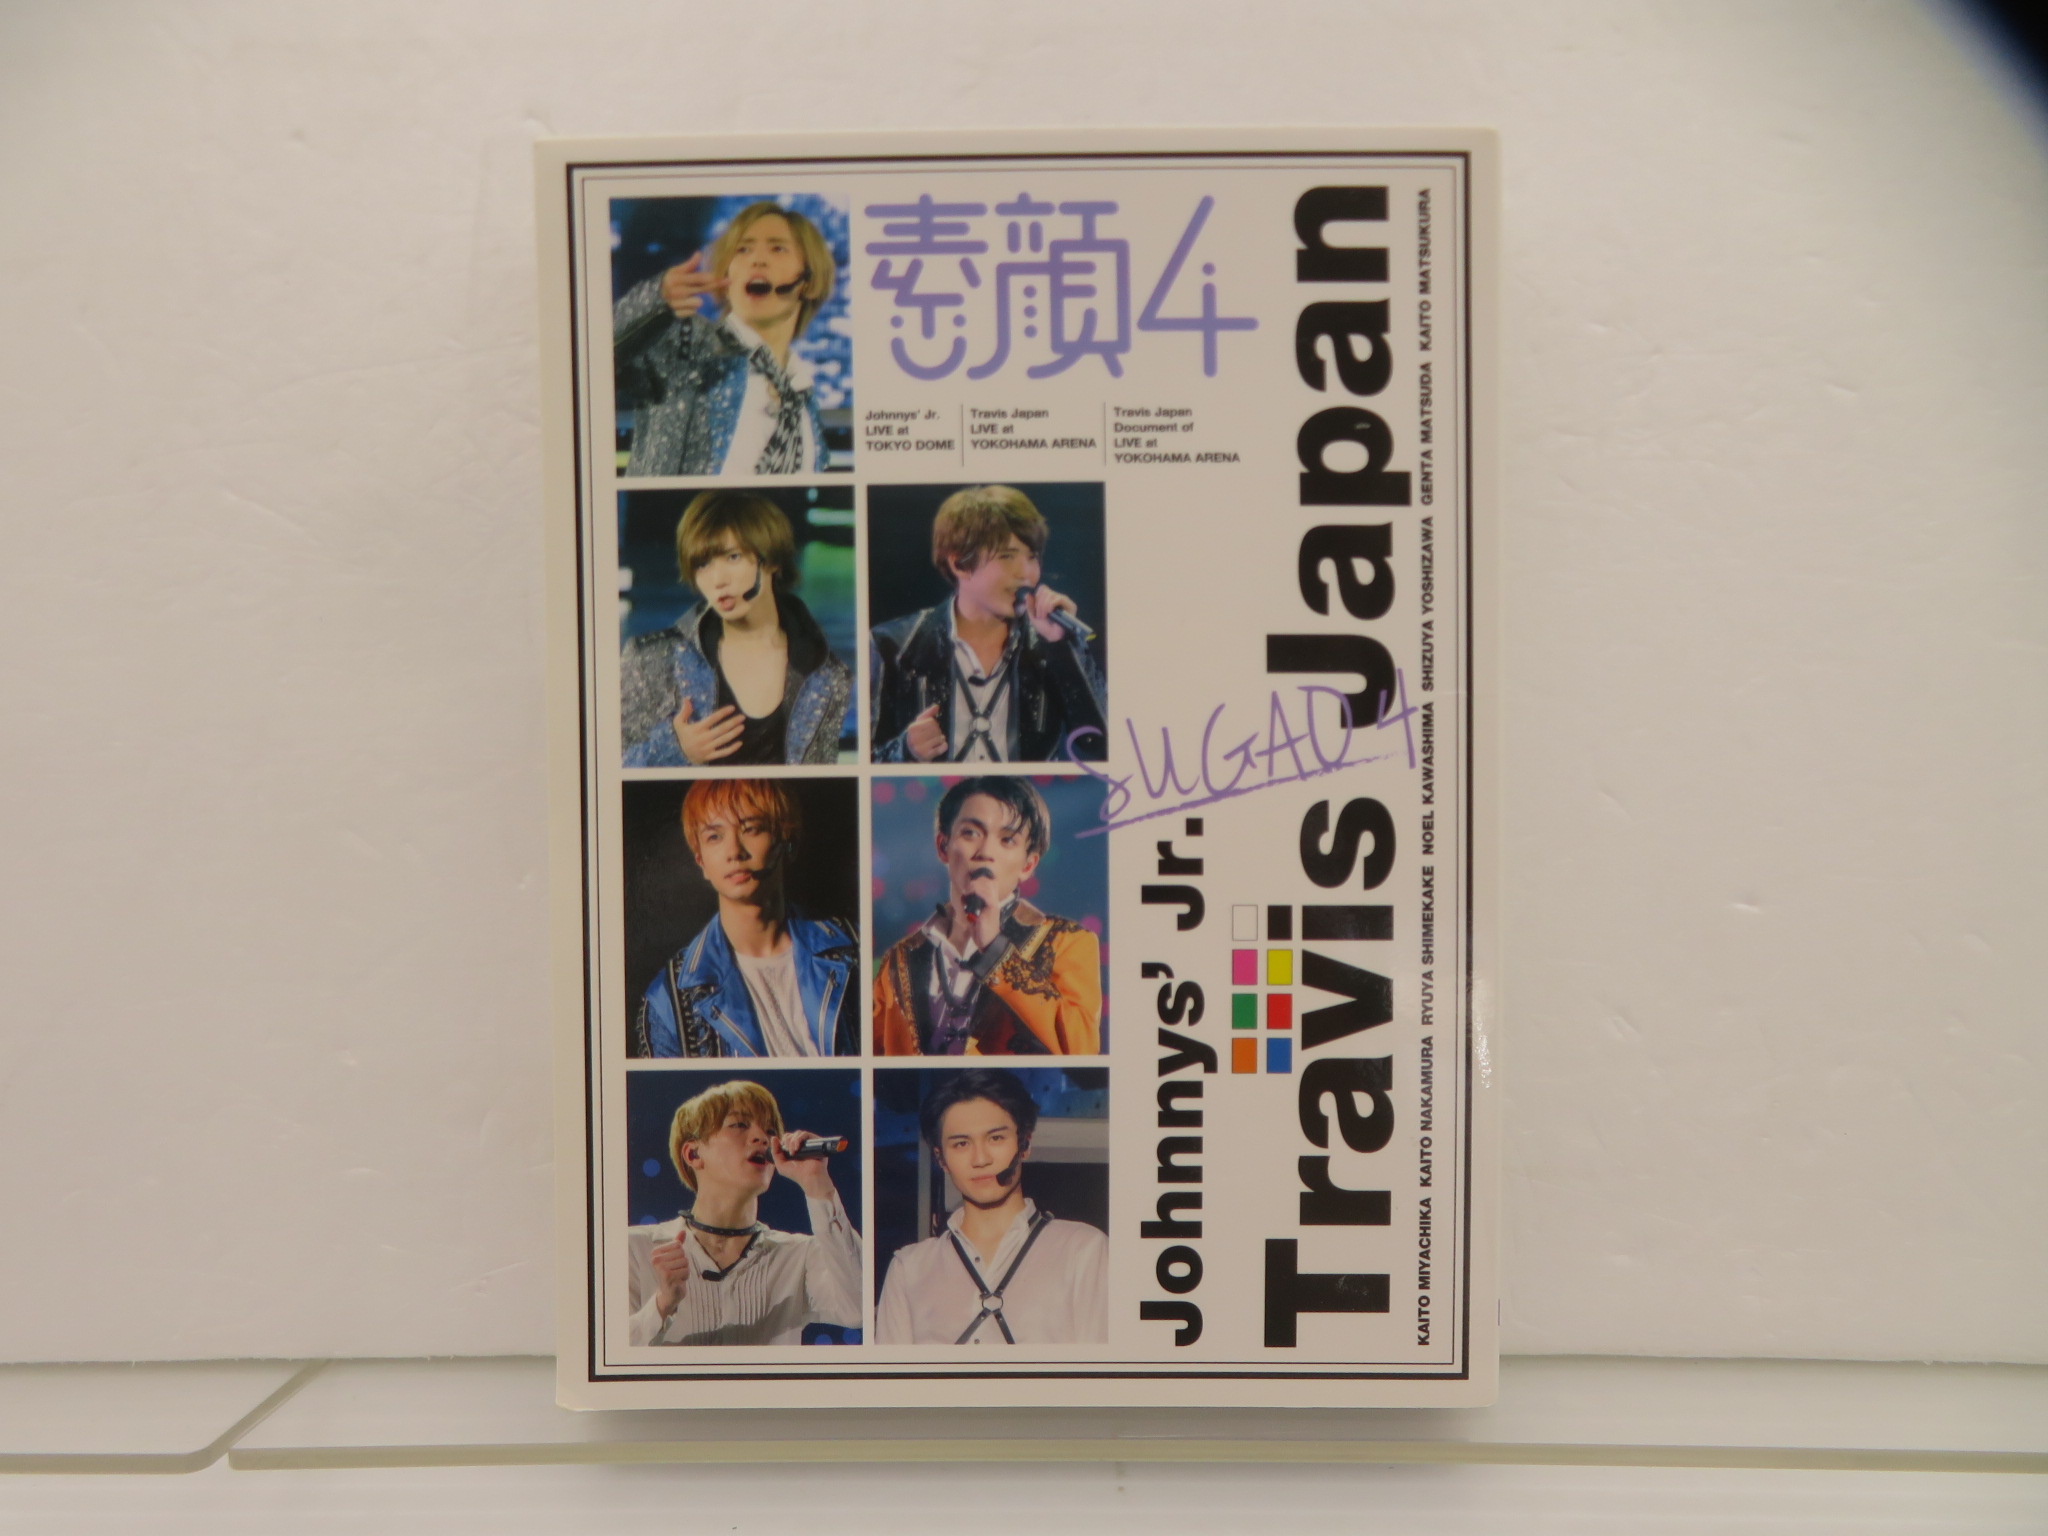 素顔4
Johnnys' Jr.
LIVE at
TOKYO DOME
Travis Japan
LIVE at
YOKOHAMA ARENA
Travis Japan
Document of
LIVE at
YOKOHAMA ARENA
SUGAO4
Johnnys' Jr.
Travis Japan
KAITO MIYACHIKA KAITO NAKAMURA RYUYA SHIMEKAKE NOEL KAWASHIMA SHIZUYA YOSHIZAWA GENTA MATSUDA KAITO MATSUKURA